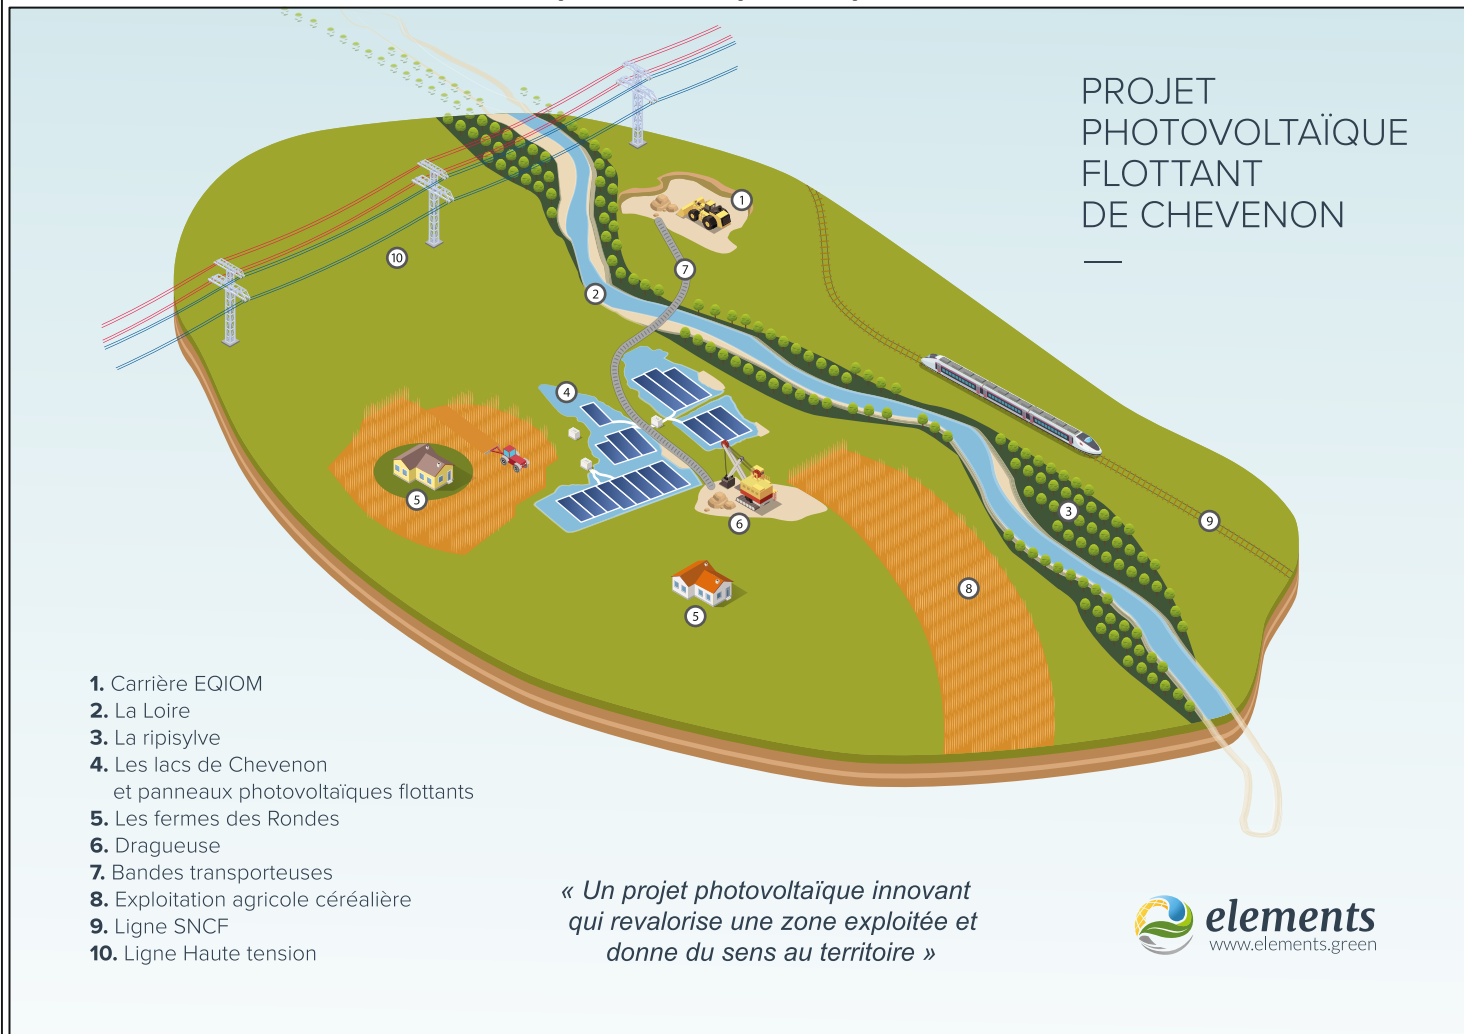 PROJET
PHOTOVOLTAÏQUE
FLOTTANT
DE CHEVENON
1
2
3
4
5
5
6
7
8
9
10
1. Carrière EQIOM
2. La Loire
3. La ripisylve
4. Les lacs de Chevenon
et panneaux photovoltaïques flottants
5. Les fermes des Rondes
6. Dragueuse
7. Bandes transporteuses
8. Exploitation agricole céréalière
9. Ligne SNCF
10. Ligne Haute tension
« Un projet photovoltaïque innovant
qui revalorise une zone exploitée et
donne du sens au territoire »
elements
www.elements.green